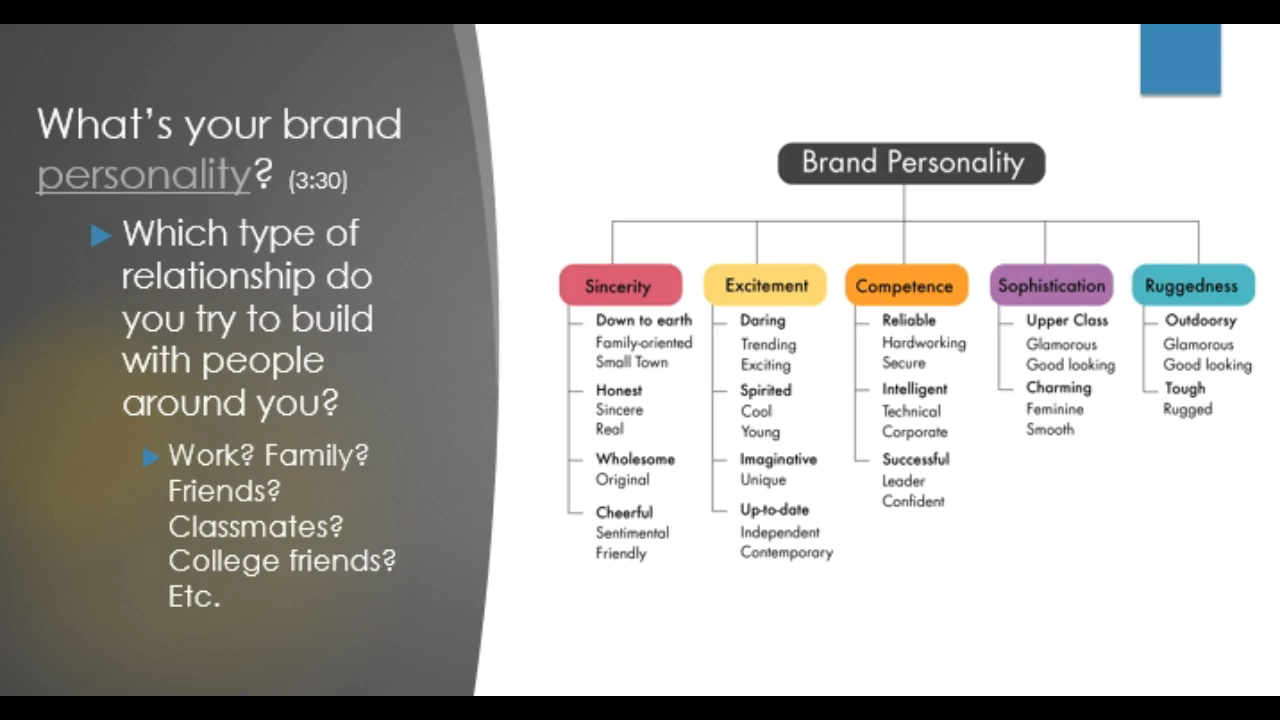 What's your brand
personality? (3:30)
Which type of
relationship do
you try to build
with people
around you?
Work? Family?
Friends?
Classmates?
College friends?
Etc.
Brand Personality
Sincerity
Down to earth
Family-oriented
Small Town
Honest
Sincere
Real
Wholesome
Original
Cheerful
Sentimental
Friendly
Excitement
Daring
Trending
Exciting
Spirited
Cool
Young
Imaginative
Unique
Up-to-date
Independent
Contemporary
Competence
Reliable
Hardworking
Secure
Intelligent
Technical
Corporate
Successful
Leader
Confident
Sophistication
Upper Class
Glamorous
Good looking
Charming
Feminine
Smooth
Ruggedness
Outdoorsy
Glamorous
Good looking
Tough
Rugged